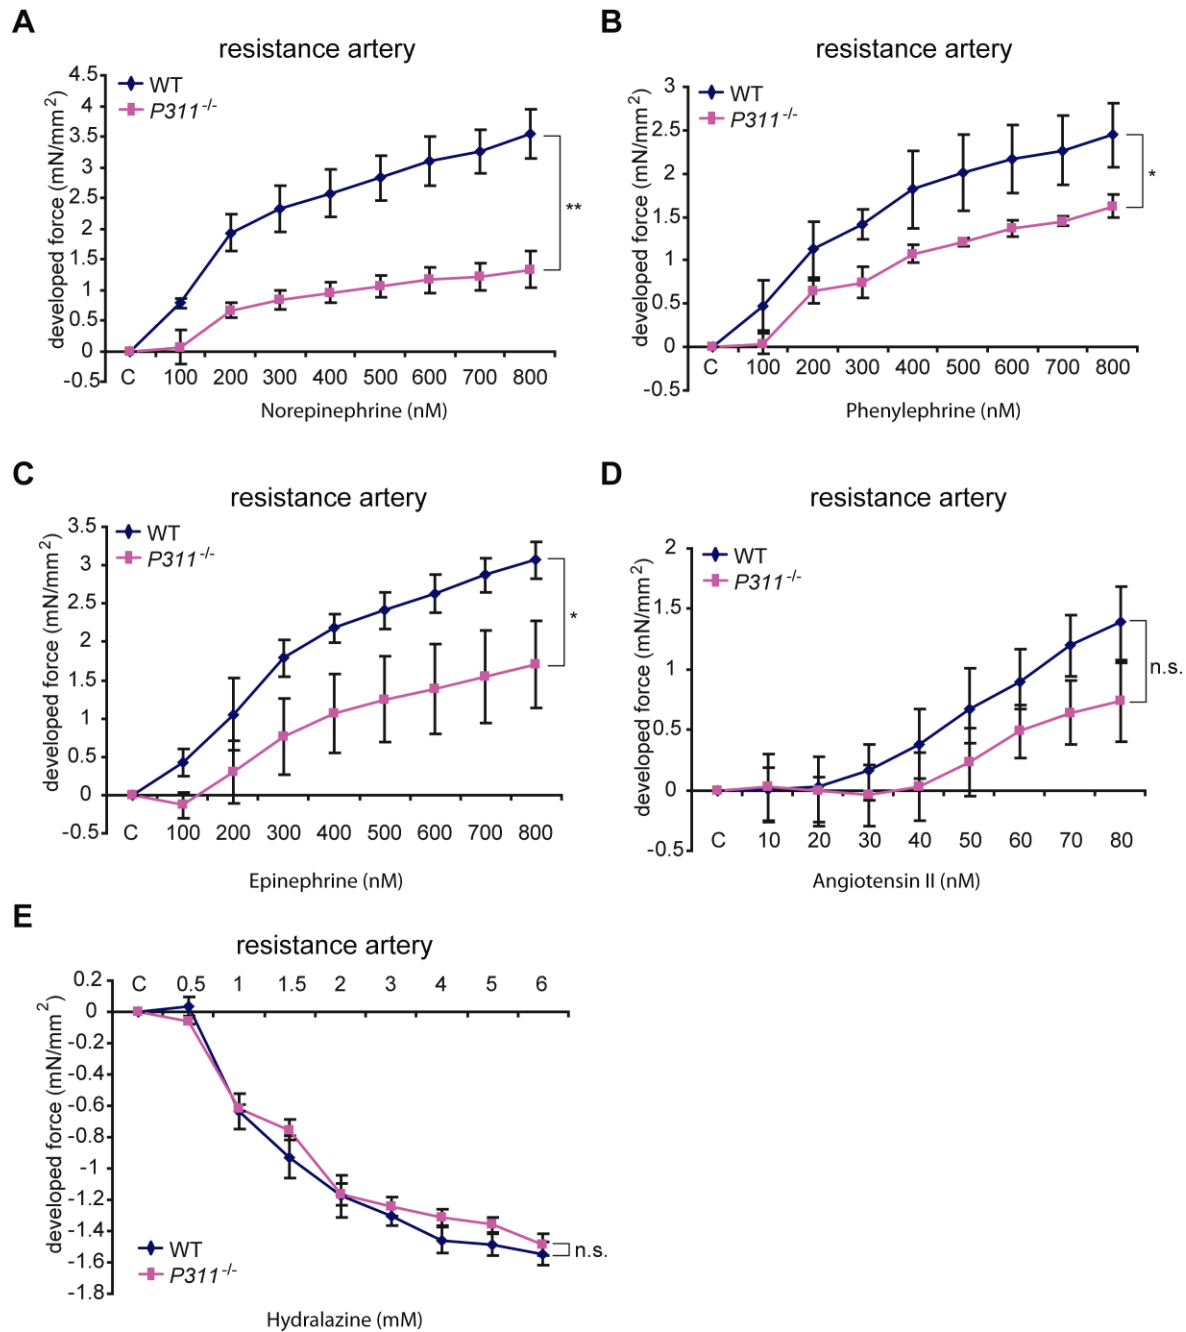 A
resistance artery
WT
P311-/-
developed force (mN/mm2)
4.5
4
3.5
3
2.5
2
1.5
1
0.5
0
-0.5
C 100 200 300 400 500 600 700 800
Norepinephrine (nM)
**
B
resistance artery
WT
P311-/-
developed force (mN/mm2)
3
2.5
2
1.5
1
0.5
0
-0.5
C 100 200 300 400 500 600 700 800
Phenylephrine (nM)
*
C
resistance artery
WT
P311-/-
developed force (mN/mm2)
3.5
3
2.5
2
1.5
1
0.5
0
-0.5
C 100 200 300 400 500 600 700 800
Epinephrine (nM)
*
D
resistance artery
WT
P311-/-
developed force (mN/mm2)
2
1.5
1
0.5
0
-0.5
C 10 20 30 40 50 60 70 80
Angiotensin II (nM)
n.s.
E
resistance artery
C 0.5 1 1.5 2 3 4 5 6
developed force (mN/mm2)
0.2
0
-0.2
-0.4
-0.6
-0.8
-1
-1.2
-1.4
-1.6
-1.8
WT
P311-/-
n.s.
Hydralazine (mM)